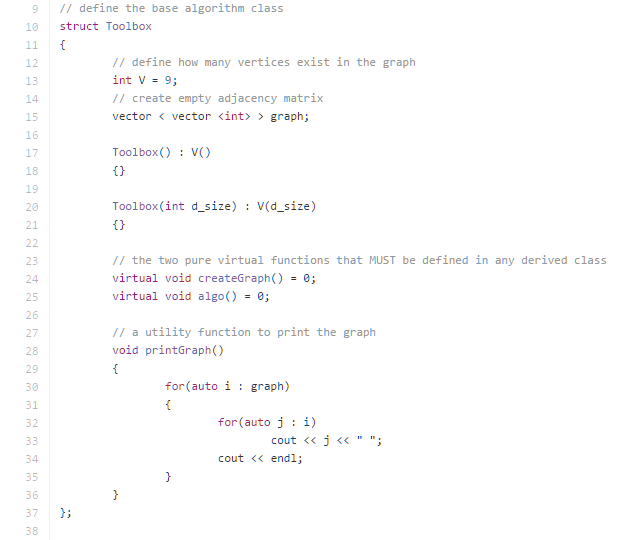 9 // define the base algorithm class
10 struct Toolbox
11 {
12 // define how many vertices exist in the graph
13 int V = 9;
14 // create empty adjacency matrix
15 vector < vector <int> > graph;
16
17 Toolbox() : V()
18 {}
19
20 Toolbox(int d_size) : V(d_size)
21 {}
22
23 // the two pure virtual functions that MUST be defined in any derived class
24 virtual void createGraph() = 0;
25 virtual void algo() = 0;
26
27 // a utility function to print the graph
28 void printGraph()
29 {
30 for(auto i : graph)
31 {
32 for(auto j : i)
33 cout << j << " ";
34 cout << endl;
35 }
36 }
37 };
38